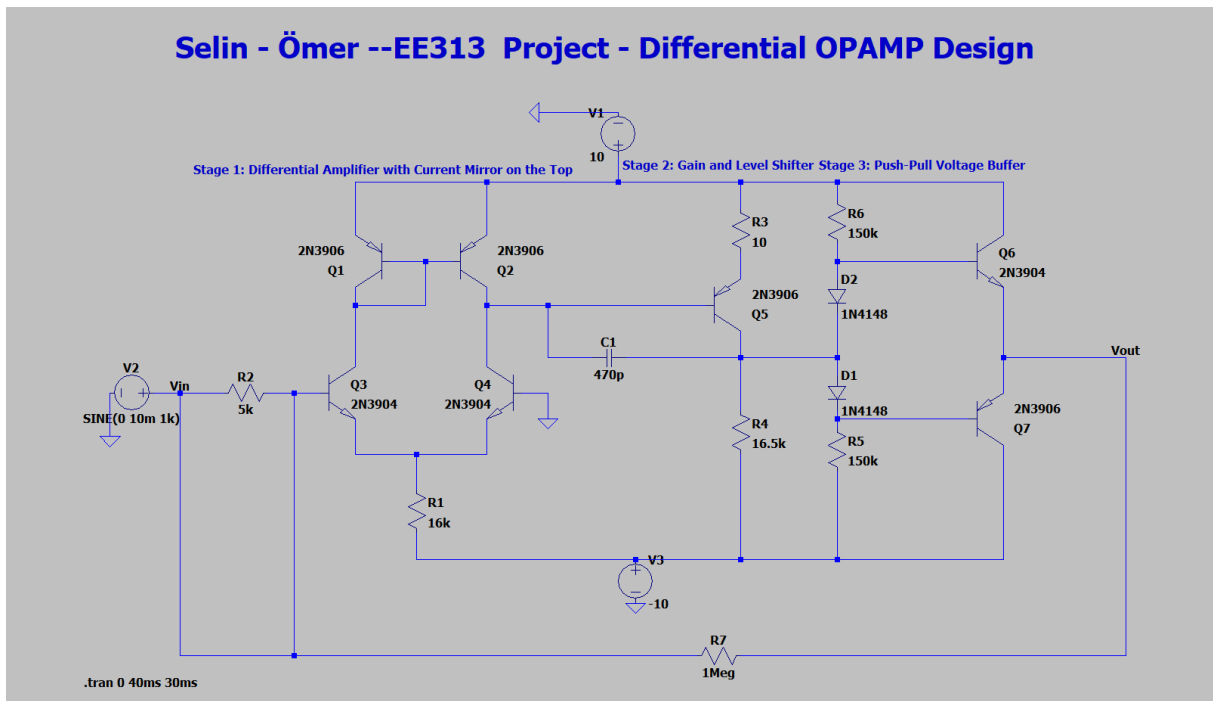 Selin - Ömer --EE313  Project - Differential OPAMP Design
V1
10
Stage 1: Differential Amplifier with Current Mirror on the Top
Stage 2: Gain and Level Shifter
Stage 3: Push-Pull Voltage Buffer
2N3906
Q1
2N3906
Q2
R3
10
R6
150k
Q6
2N3904
2N3906
Q5
D2
1N4148
C1
470p
V2
SINE(0 10m 1k)
Vin
R2
5k
Q3
2N3904
Q4
2N3904
D1
1N4148
Vout
2N3906
Q7
R4
16.5k
R5
150k
R1
16k
V3
-10
R7
1Meg
.tran 0 40ms 30ms